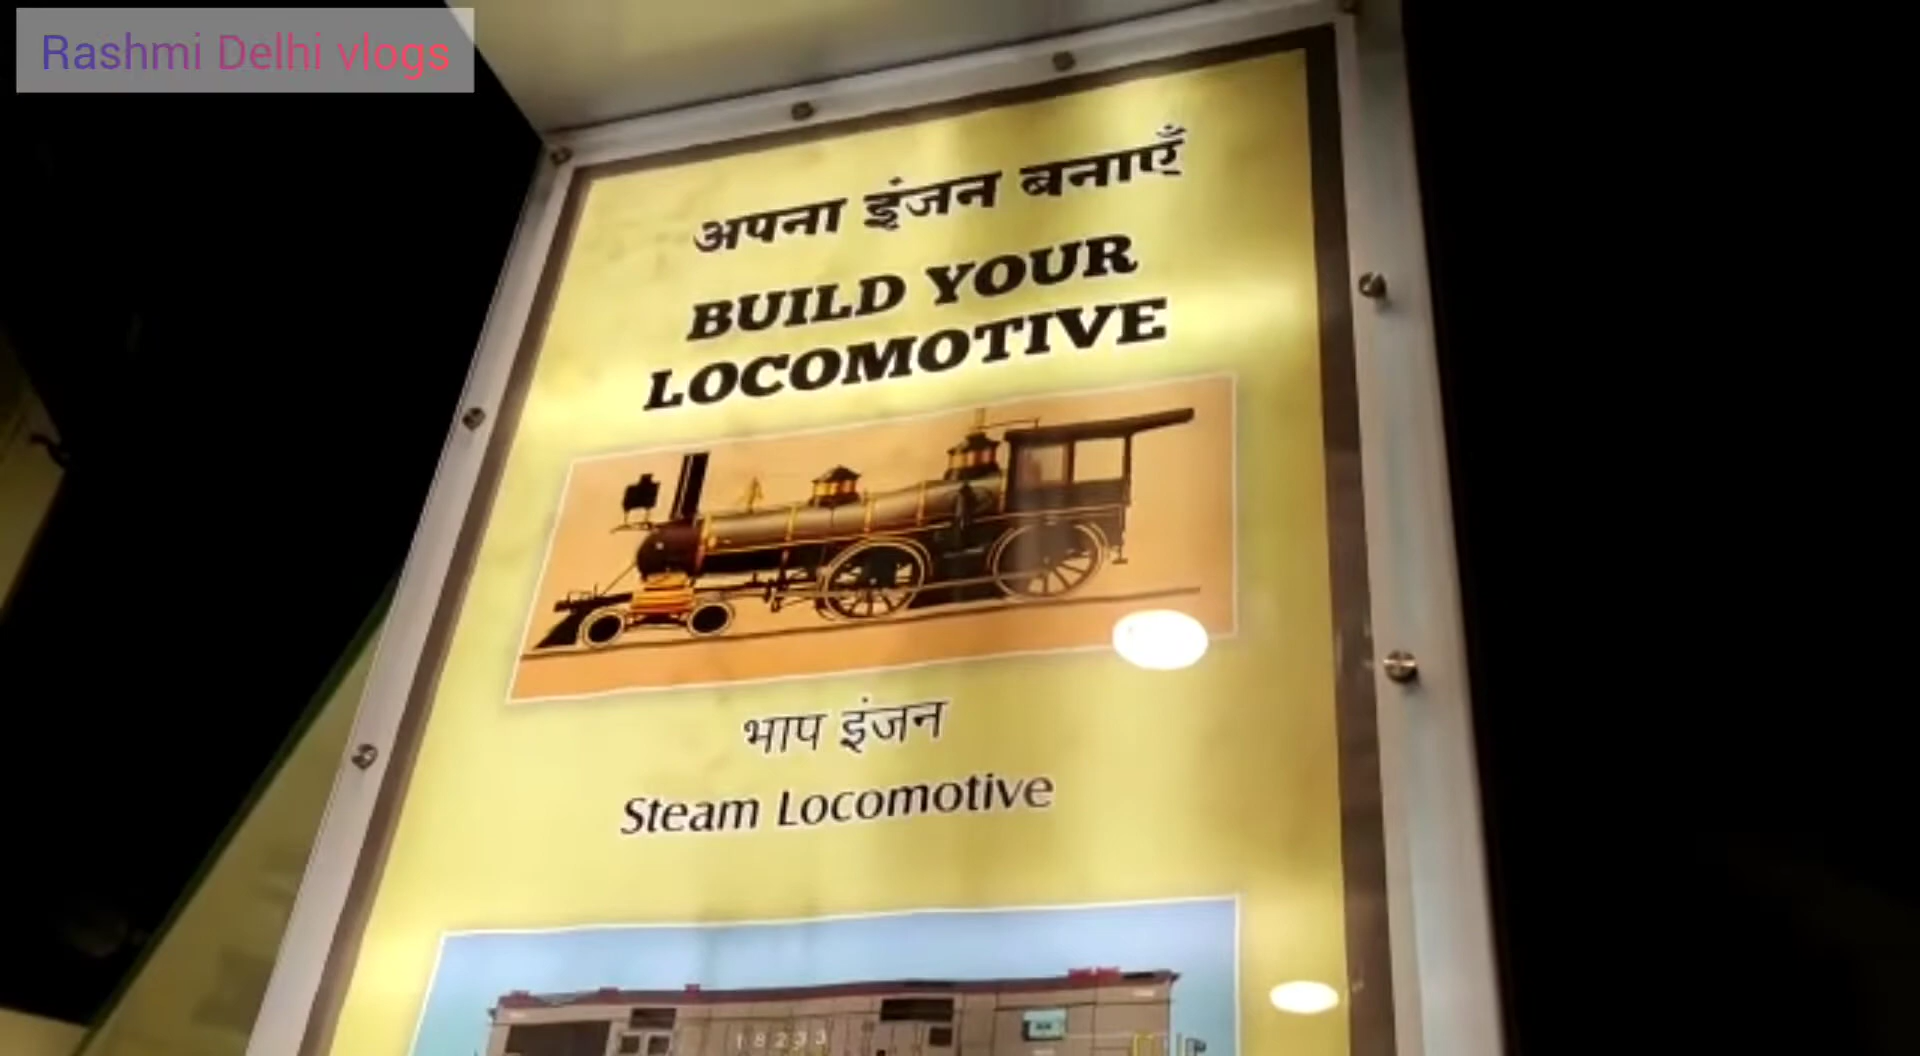 Rashmi Delhi vlogs
अपना इंजन बनाएँ
BUILD YOUR
LOCOMOTIVE
भाप इंजन
Steam Locomotive
18233